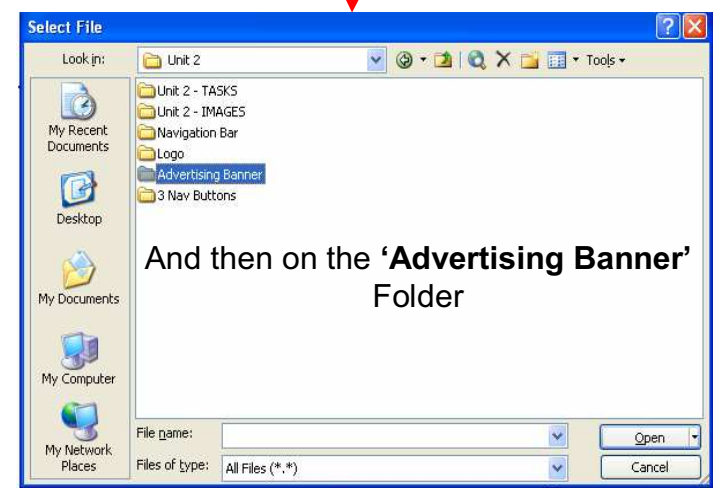 Select File
Look in:
Unit 2
Tools
Unit 2 - TASKS
Unit 2 - IMAGES
Navigation Bar
Logo
Advertising Banner
3 Nav Buttons
My Recent
Documents
Desktop
My Documents
My Computer
My Network
Places
And then on the ‘Advertising Banner’
Folder
File name:
Open
Files of type:
All Files (*.*)
Cancel